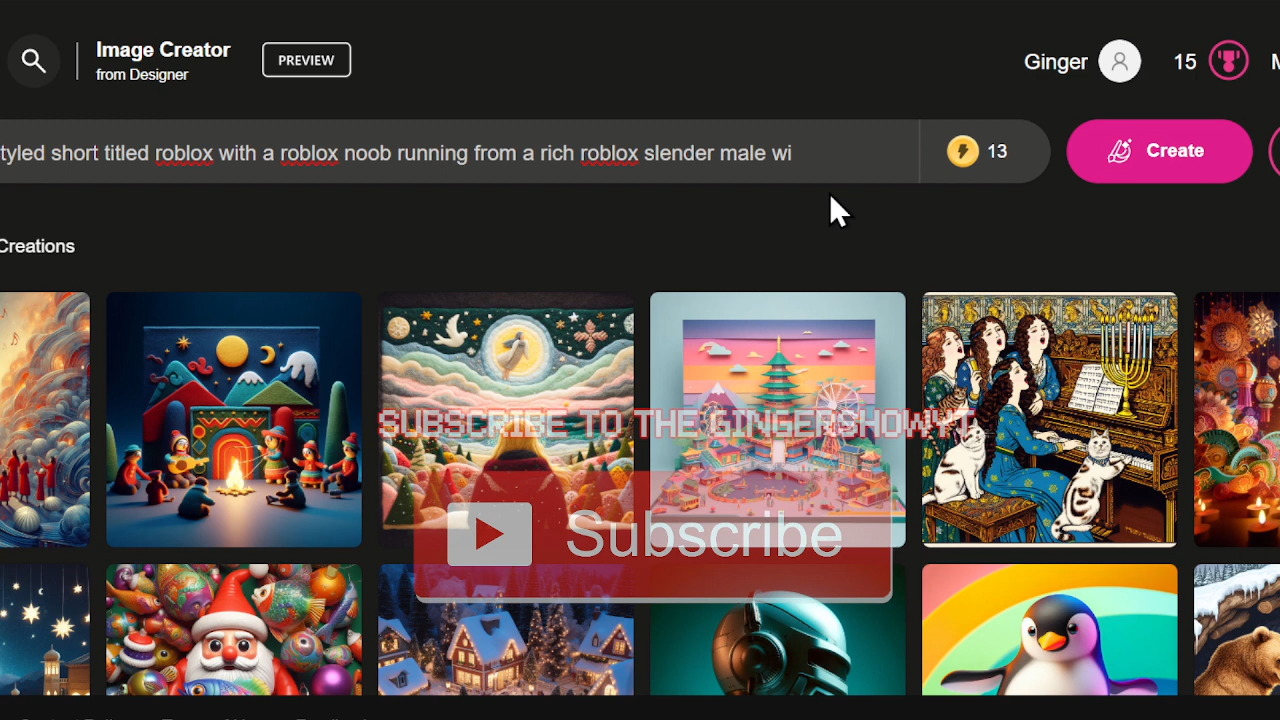 Image Creator
from Designer
PREVIEW
Ginger
15
tyled short titled roblox with a roblox noob running from a rich roblox slender male wi
13
Create
Creations
SUBSCRIBE TO THE GINGERSHOWYT
Subscribe